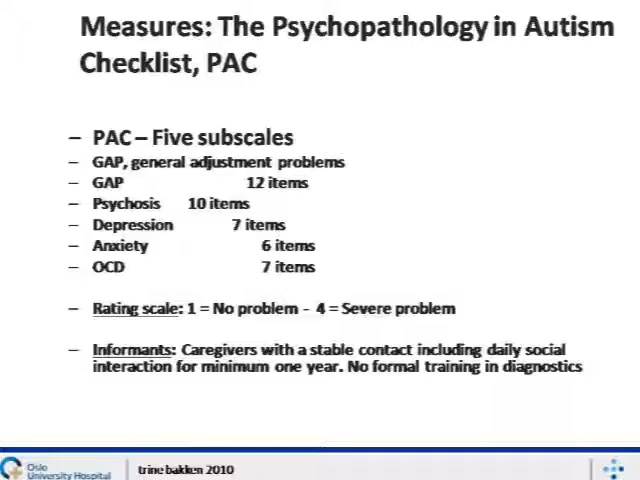 Measures: The Psychopathology in Autism
Checklist, PAC
– PAC – Five subscales
– GAP, general adjustment problems
– GAP 12 items
– Psychosis 10 items
– Depression 7 items
– Anxiety 6 items
– OCD 7 items
– Rating scale: 1 = No problem - 4 = Severe problem
– Informants: Caregivers with a stable contact including daily social
interaction for minimum one year. No formal training in diagnostics
Oslo
University Hospital
trine bakken 2010